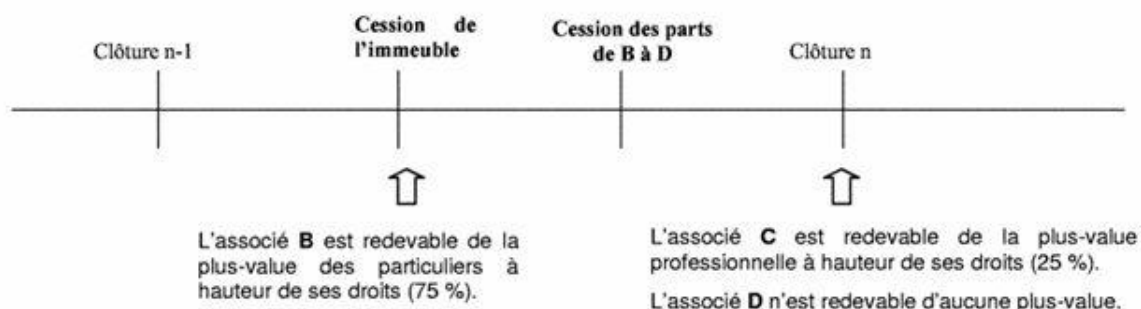 Clôture n-1
Cession de
l'immeuble
Cession des parts
de B à D
Clôture n
L'associé B est redevable de la
plus-value des particuliers à
hauteur de ses droits (75 %).
L'associé C est redevable de la plus-value
professionnelle à hauteur de ses droits (25 %).
L'associé D n'est redevable d'aucune plus-value.